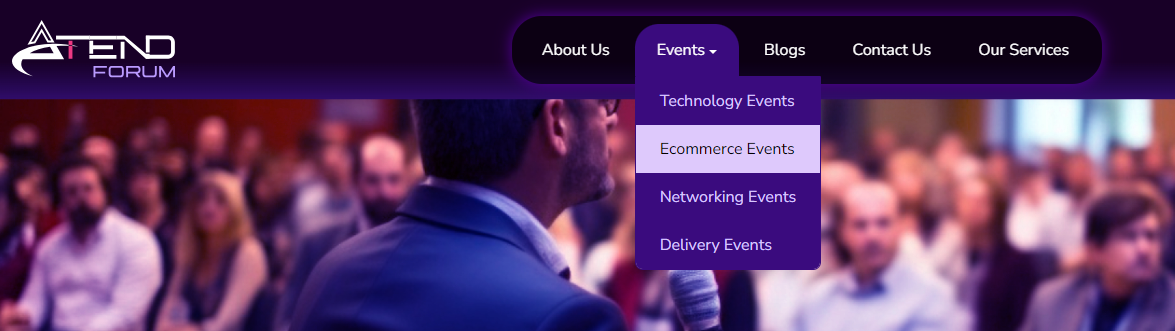 ATEND
FORUM
About Us
Events
Blogs
Contact Us
Our Services
Technology Events
Ecommerce Events
Networking Events
Delivery Events